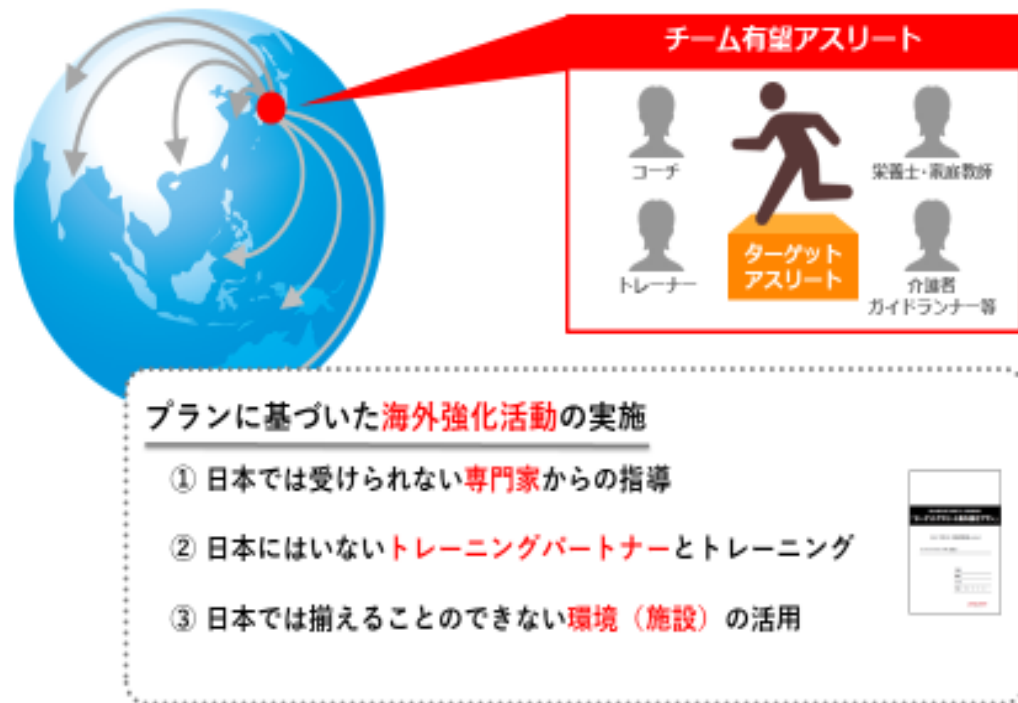 チーム有望アスリート
コーチ
栄養士・家庭教師
トレーナー
ターゲット
アスリート
介護者
ガイドランナー等
プランに基づいた海外強化活動の実施
① 日本では受けられない専門家からの指導
② 日本にはいないトレーニングパートナーとトレーニング
③ 日本では揃えることのできない環境（施設）の活用